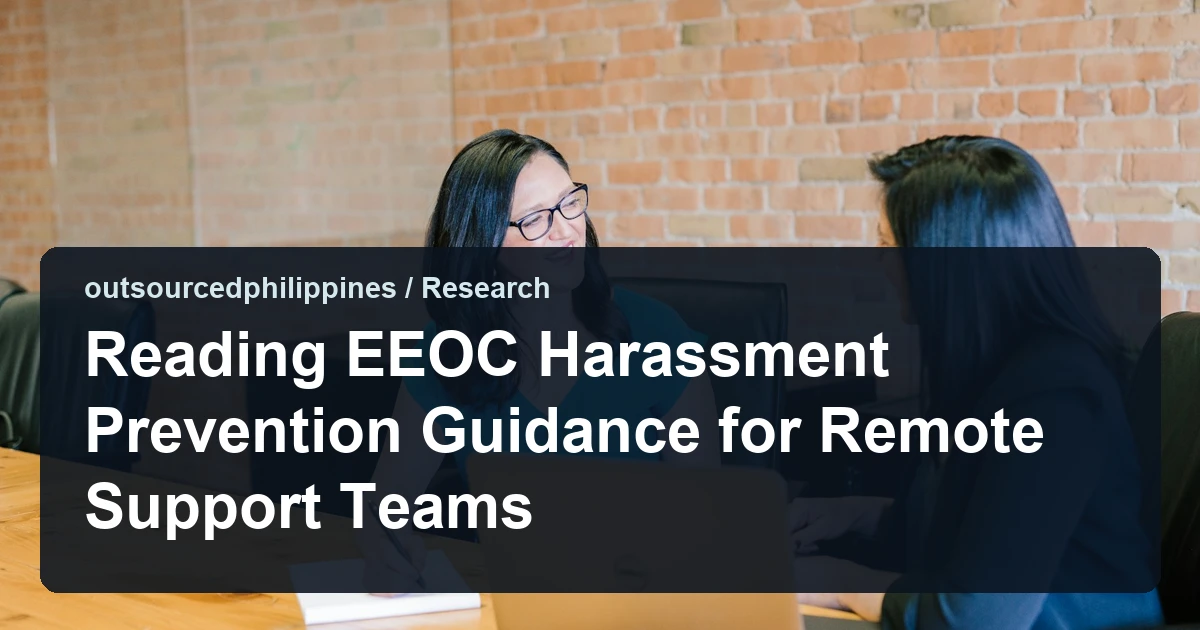 outsourcedphilippines / Research
Reading EEOC Harassment
Prevention Guidance for Remote
Support Teams